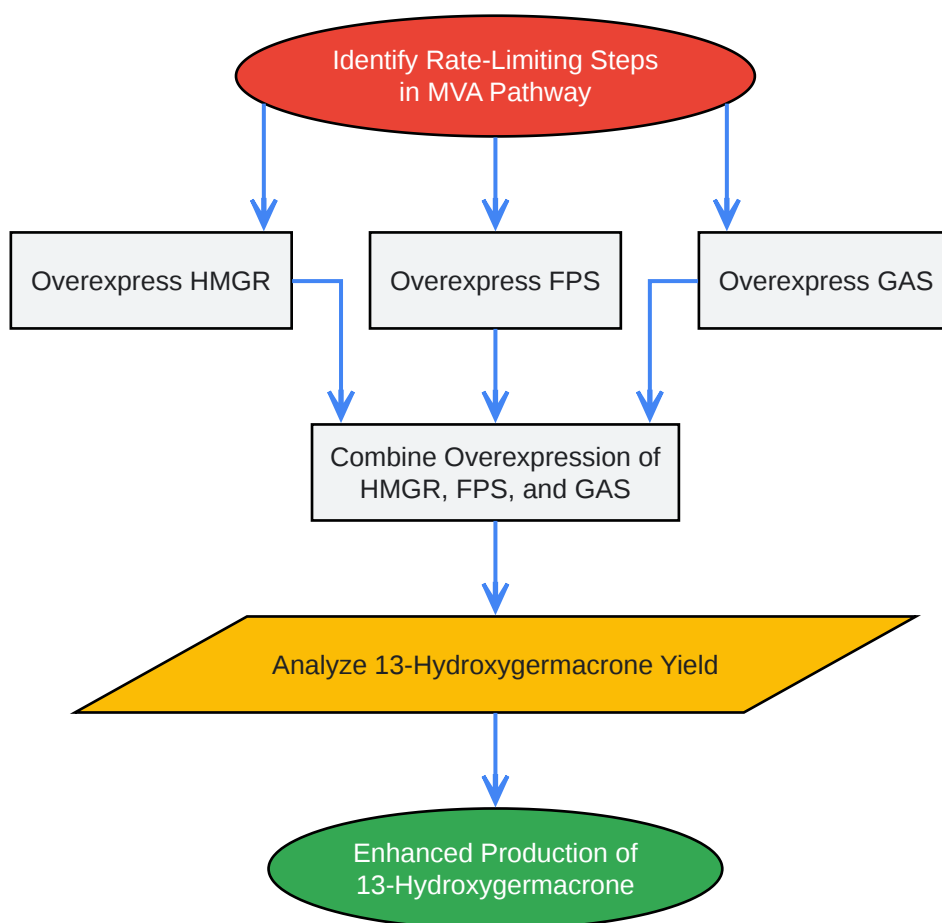 Identify Rate-Limiting Steps
in MVA Pathway
Overexpress HMGR
Overexpress FPS
Overexpress GAS
Combine Overexpression of
HMGR, FPS, and GAS
Analyze 13-Hydroxygermacrone Yield
Enhanced Production of
13-Hydroxygermacrone